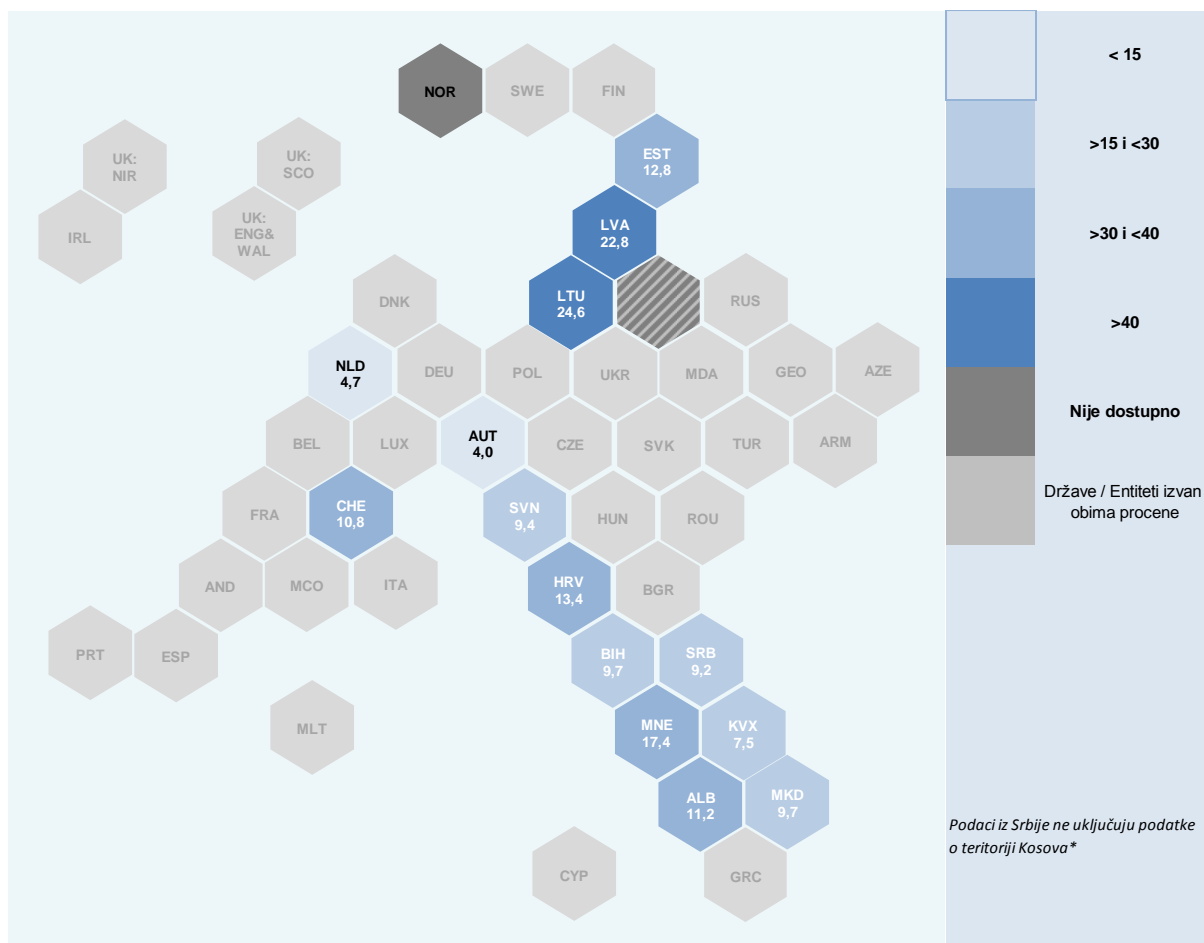 NOR
SWE
FIN
EST
12,8
UK:
NIR
UK:
SCO
IRL
UK:
ENG&
WAL
LVA
22,8
DNK
LTU
24,6
RUS
NLD
4,7
DEU
POL
UKR
MDA
GEO
AZE
BEL
LUX
AUT
4,0
CZE
SVK
TUR
ARM
FRA
CHE
10,8
SVN
9,4
HUN
ROU
AND
MCO
ITA
HRV
13,4
BGR
PRT
ESP
BIH
9,7
SRB
9,2
MLT
MNE
17,4
KVX
7,5
ALB
11,2
MKD
9,7
CYP
GRC
< 15
>15 i <30
>30 i <40
>40
Nije dostupno
Države / Entiteti izvan
obima procene
Podaci iz Srbije ne uključuju podatke
o teritoriji Kosova*